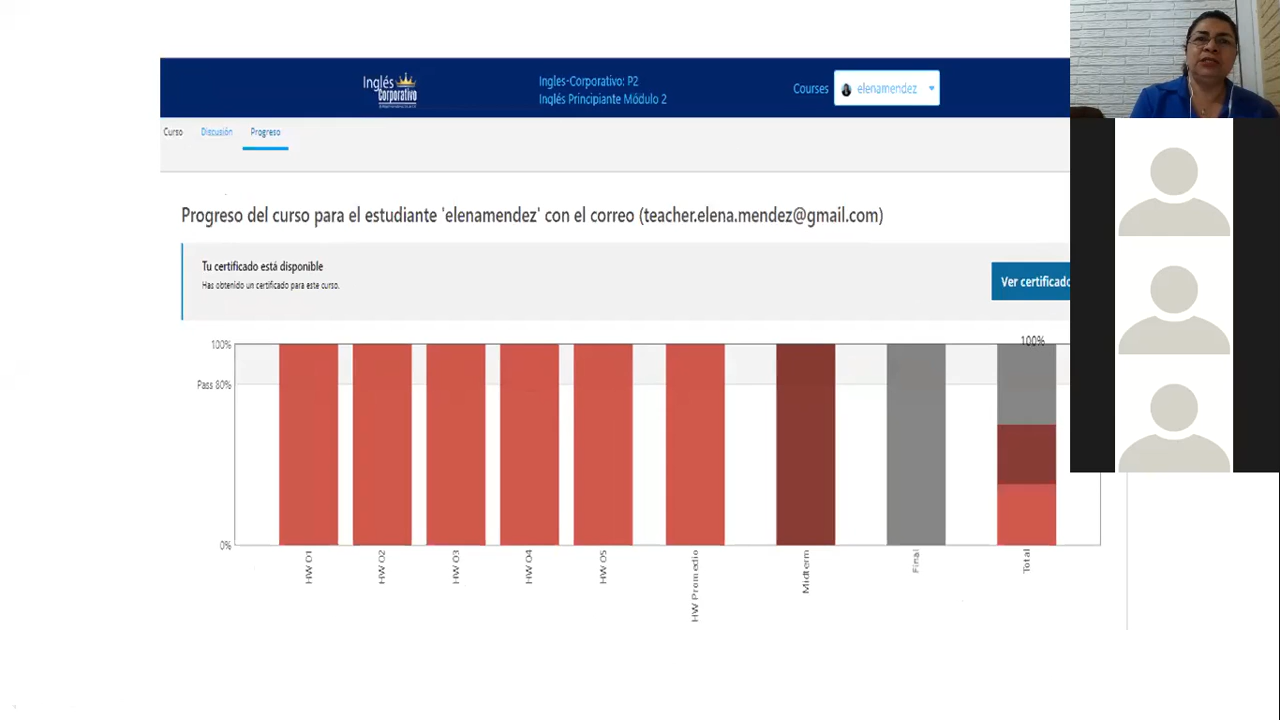 Inglés
Corporativo
Ingles-Corporativo: P2
Inglés Principiante Módulo 2
Courses
elenamendez
Curso
Discusión
Progreso
Progreso del curso para el estudiante 'elenamendez' con el correo (teacher.elena.mendez@gmail.com)
Tu certificado está disponible
Has obtenido un certificado para este curso.
Ver certificado
100%
Pass 80%
0%
100%
HW 01
HW 02
HW 03
HW 04
HW 05
HW Promedio
Midterm
Final
Total